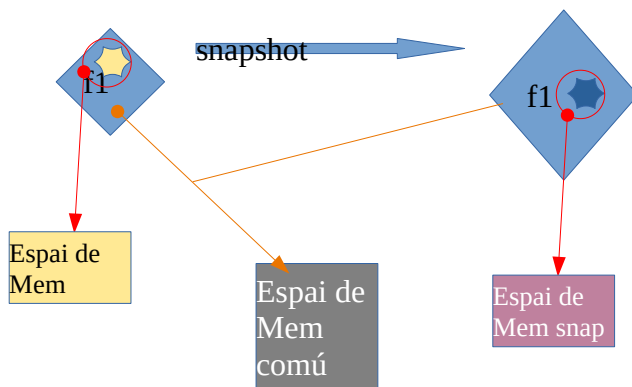 snapshot
f1
f1
Espai de
Mem
Espai de
Mem
comú
Espai de
Mem snap